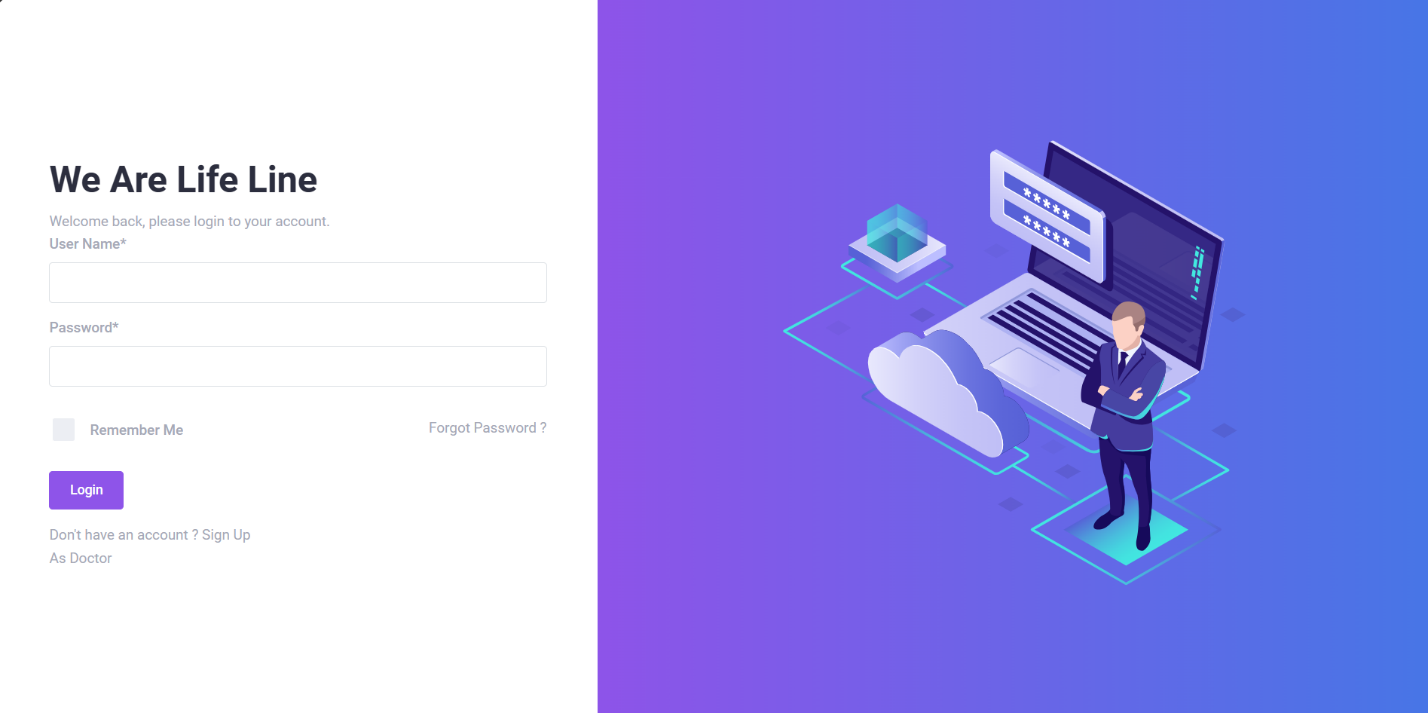 We Are Life Line
Welcome back, please login to your account.
User Name*
Password*
Remember Me
Forgot Password ?
Login
Don't have an account ? Sign Up
As Doctor
*****
*****